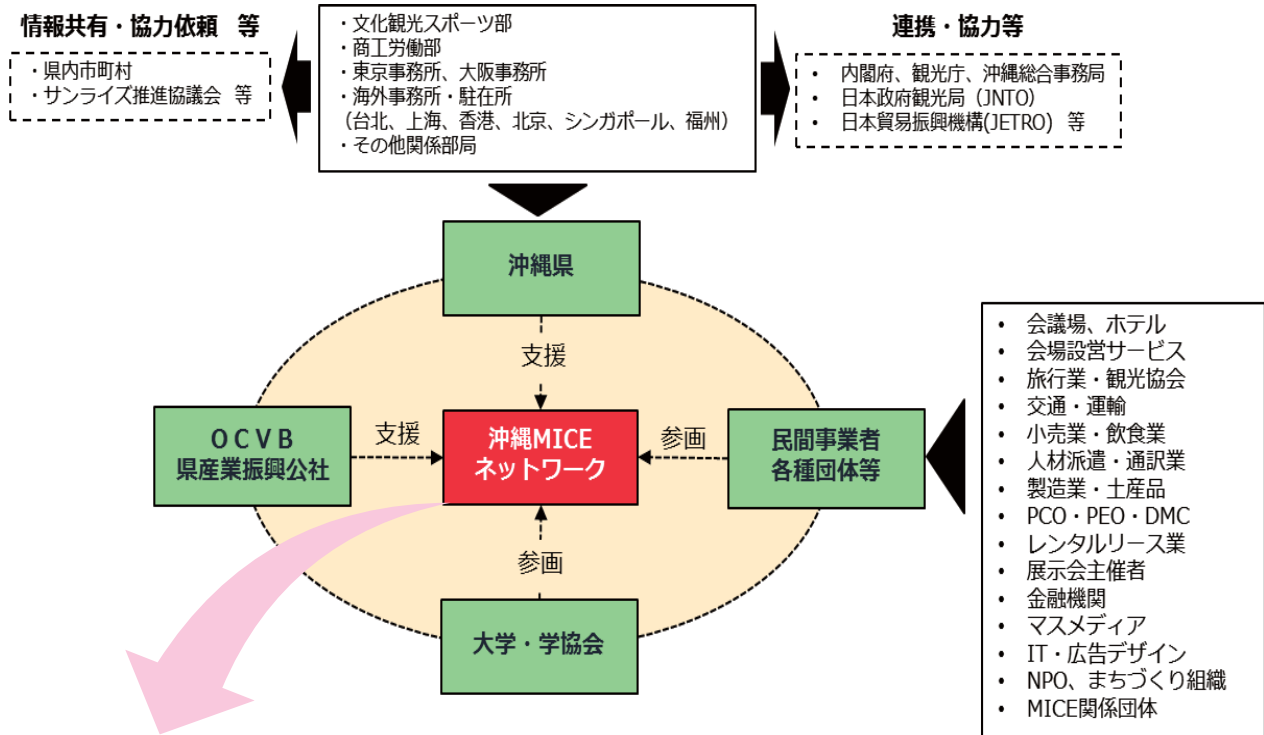 情報共有・協力依頼 等
・県内市町村
・サンライズ推進協議会 等
・文化観光スポーツ部
・商工労働部
・東京事務所、大阪事務所
・海外事務所・駐在所
（台北、上海、香港、北京、シンガポール、福州）
・その他関係部局
連携・協力等
・ 内閣府、観光庁、沖縄総合事務局
・ 日本政府観光局（JNTO）
・ 日本貿易振興機構(JETRO) 等
沖縄県
支援
OCVB
県産業振興公社
支援
沖縄MICE
ネットワーク
参画
民間事業者
各種団体等
参画
大学・学協会
・ 会議場、ホテル
・ 会場設営サービス
・ 旅行業・観光協会
・ 交通・運輸
・ 小売業・飲食業
・ 人材派遣・通訳業
・ 製造業・土産品
・ PCO・PEO・DMC
・ レンタルリース業
・ 展示会主催者
・ 金融機関
・ マスメディア
・ IT・広告デザイン
・ NPO、まちづくり組織
・ MICE関係団体